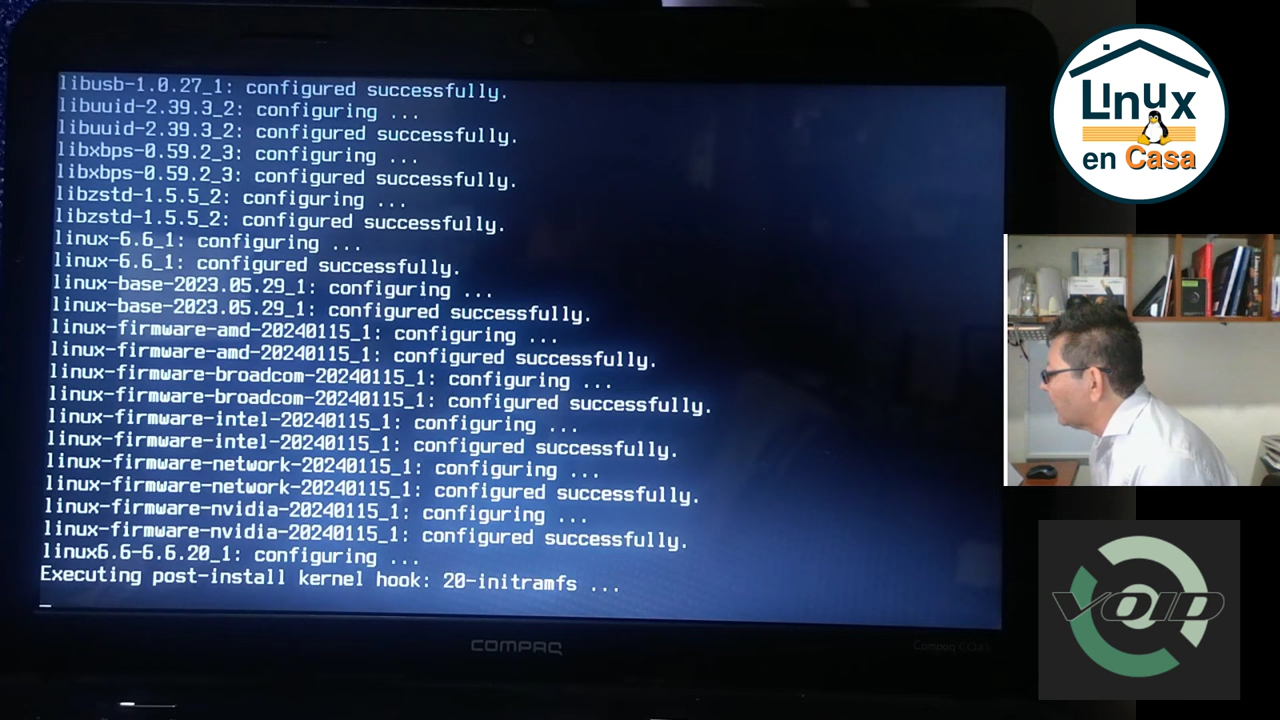 libusb-1.0.27_1: configured successfully.
libuuid-2.39.3_2: configuring ...
libuuid-2.39.3_2: configured successfully.
libxbps-0.59.2_3: configuring ...
libxbps-0.59.2_3: configured successfully.
libzstd-1.5.5_2: configuring ...
libzstd-1.5.5_2: configured successfully.
linux-6.6_1: configuring ...
linux-6.6_1: configured successfully.
linux-base-2023.05.29_1: configuring ...
linux-base-2023.05.29_1: configured successfully.
linux-firmware-amd-20240115_1: configuring ...
linux-firmware-amd-20240115_1: configured successfully.
linux-firmware-broadcom-20240115_1: configuring ...
linux-firmware-broadcom-20240115_1: configured successfully.
linux-firmware-intel-20240115_1: configuring ...
linux-firmware-intel-20240115_1: configured successfully.
linux-firmware-network-20240115_1: configuring ...
linux-firmware-network-20240115_1: configured successfully.
linux-firmware-nvidia-20240115_1: configuring ...
linux-firmware-nvidia-20240115_1: configured successfully.
linux6.6-6.6.20_1: configuring ...
Executing post-install kernel hook: 20-initramfs ...
COMPAQ
Compaq
Linux
en Casa
VOID